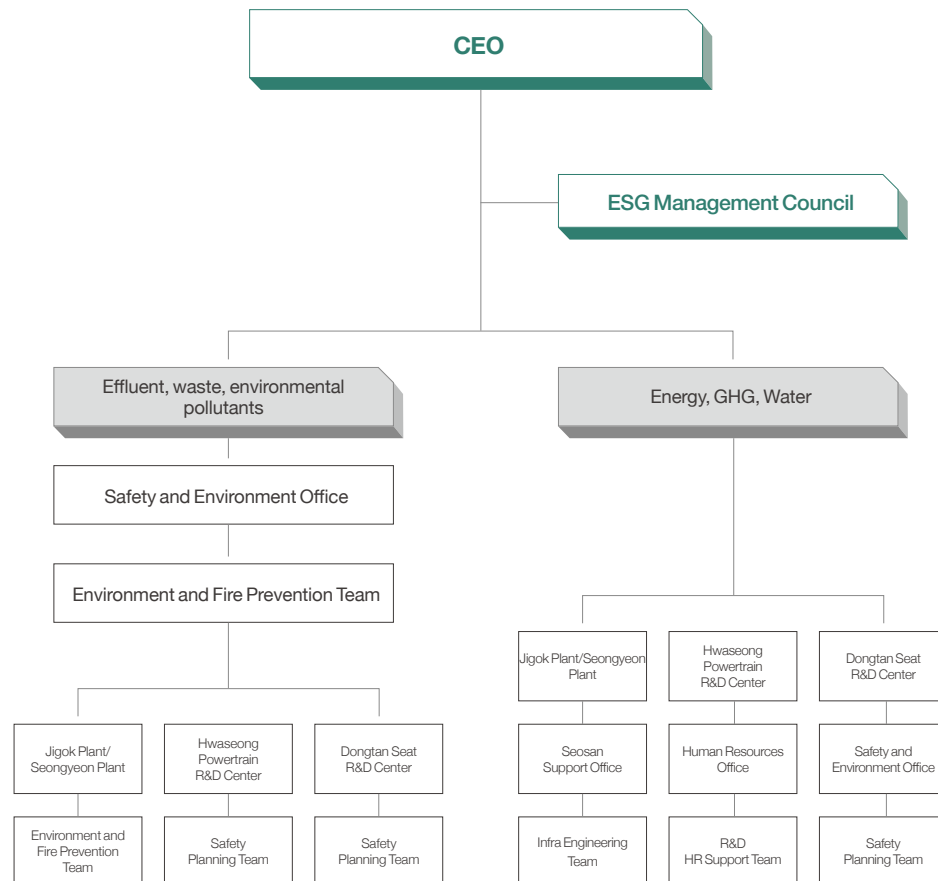 CEO
ESG Management Council
Effluent, waste, environmental
pollutants
Energy, GHG, Water
Safety and Environment Office
Environment and Fire Prevention Team
Jigok Plant/Seongyeon
Plant
Hwaseong
Powertrain
R&D Center
Dongtan Seat
R&D Center
Jigok Plant/
Seongyeon Plant
Hwaseong
Powertrain
R&D Center
Dongtan Seat
R&D Center
Seosan
Support Office
Human Resources
Office
Safety and
Environment Office
Environment and
Fire Prevention
Team
Safety
Planning Team
Safety
Planning Team
Infra Engineering
Team
R&D
HR Support Team
Safety
Planning Team